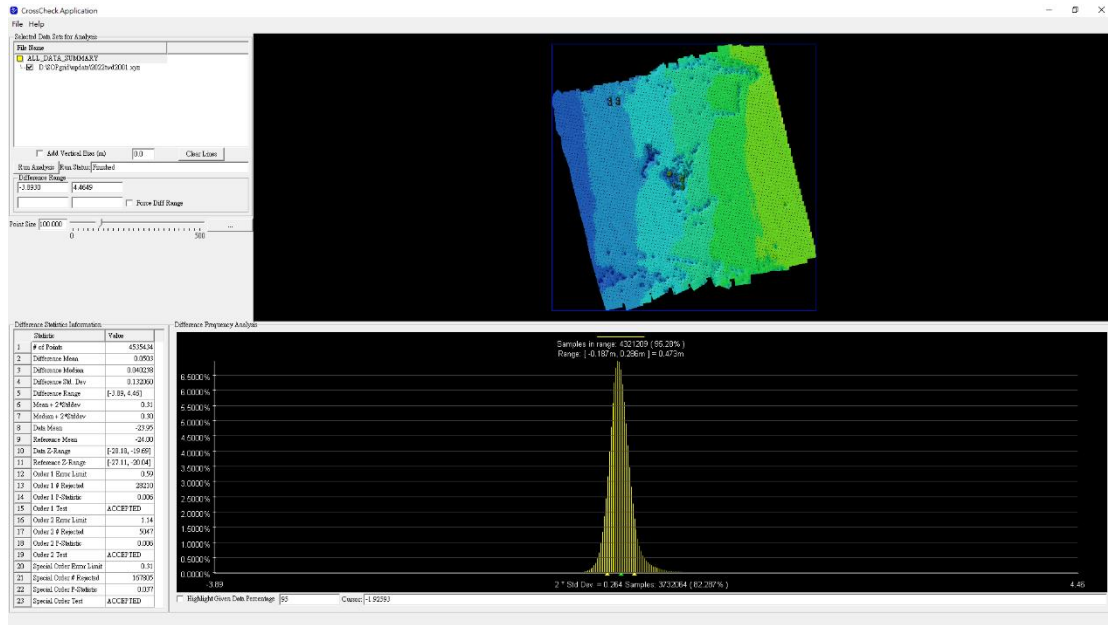 CrossCheck Application
File Help
Selected Data Sets for Analysis
File Name
ALL_DATA_SUMMARY
Add Vertical Bias (m) 0.0 Clear Lines
Run Analysis Run Status: Finished
Difference Range
4.4649
Force Diff Range
Point Size 100.000 ...
0 500
Difference Statistics Information
Statistic Value
1 # of Points 4535434
2 Difference Mean 0.0503
3 Difference Median 0.040238
4 Difference Std. Dev 0.132060
5 Difference Range [-3.89, 4.46]
6 Mean + 2*Stddev 0.31
7 Median + 2*Stddev 0.30
8 Data Mean -23.95
9 Reference Mean -24.00
10 Data Z-Range [-28.18, -19.69]
11 Reference Z-Range [-27.11, -20.04]
12 Order 1 Error Limit 0.59
13 Order 1 # Rejected 28210
14 Order 1 P-Statistic 0.006
15 Order 1 Test ACCEPTED
16 Order 2 Error Limit 1.14
17 Order 2 # Rejected 5047
18 Order 2 P-Statistic 0.006
19 Order 2 Test ACCEPTED
20 Special Order Error Limit 0.31
21 Special Order # Rejected 167805
22 Special Order P-Statistic 0.037
23 Special Order Test ACCEPTED
Difference Frequency Analysis
Samples in range: 4321209 ( 95.28% )
Range: [ -0.187m, 0.286m ] = 0.473m
6.5000%
6.0000%
5.5000%
5.0000%
4.5000%
4.0000%
3.5000%
3.0000%
2.5000%
2.0000%
1.5000%
1.0000%
0.5000%
0.0000%
-3.89 2 * Std Dev = 0.264 Samples: 3732064 ( 82.287% ) 4.46
Highlight Given Data Percentage 95 Cursor: -1.92593